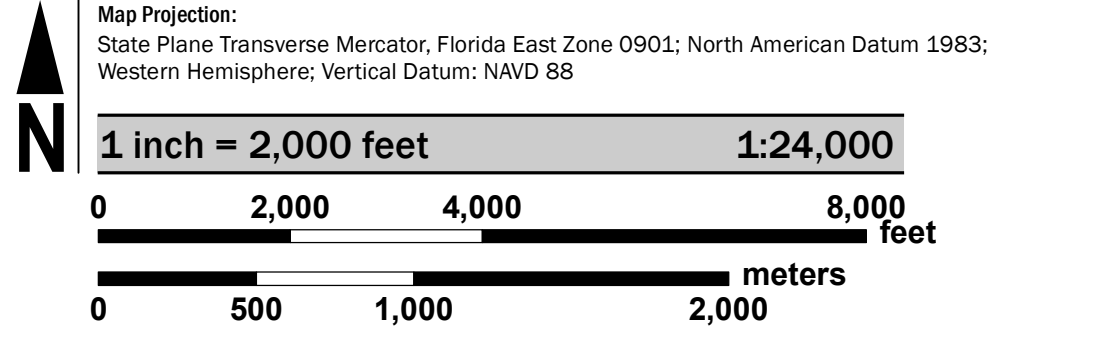 N
Map Projection:
State Plane Transverse Mercator, Florida East Zone 0901; North American Datum 1983;
Western Hemisphere; Vertical Datum: NAVD 88
1 inch = 2,000 feet 1:24,000
0 2,000 4,000 8,000
feet
meters
0 500 1,000 2,000